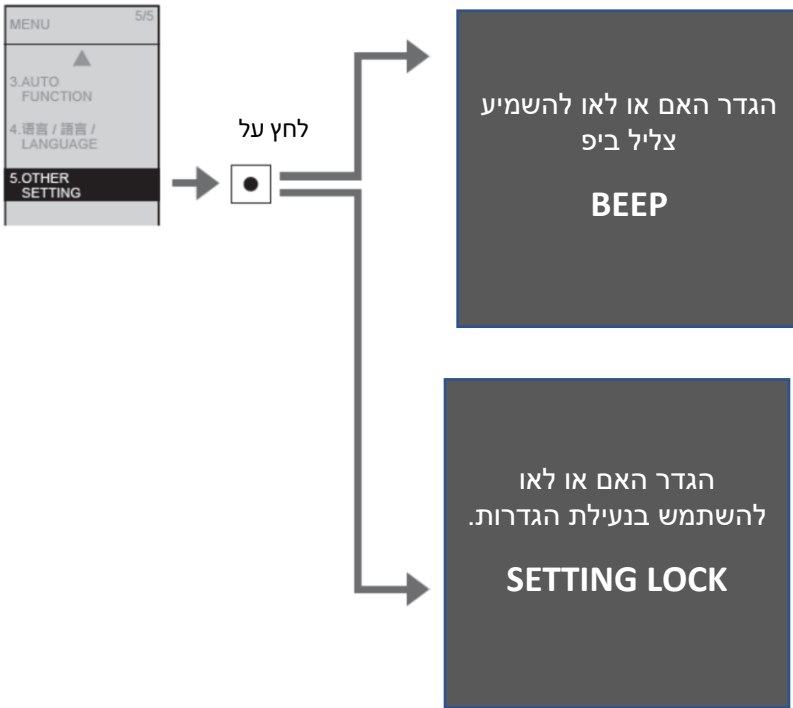 MENU 5/5
3.AUTO
FUNCTION
4.语言 / 語言 /
LANGUAGE
5.OTHER
SETTING
לחץ על
הגדר האם או לאו להשמיע
צליל ביפ
BEEP
הגדר האם או לאו
להשתמש בנעילת הגדרות.
SETTING LOCK